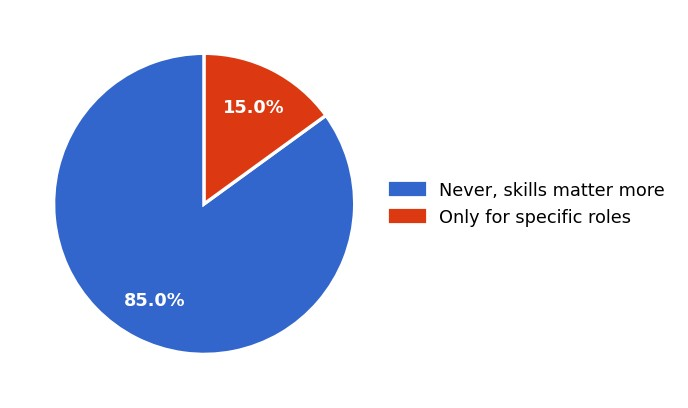 15.0%
Never, skills matter more
Only for specific roles
85.0%